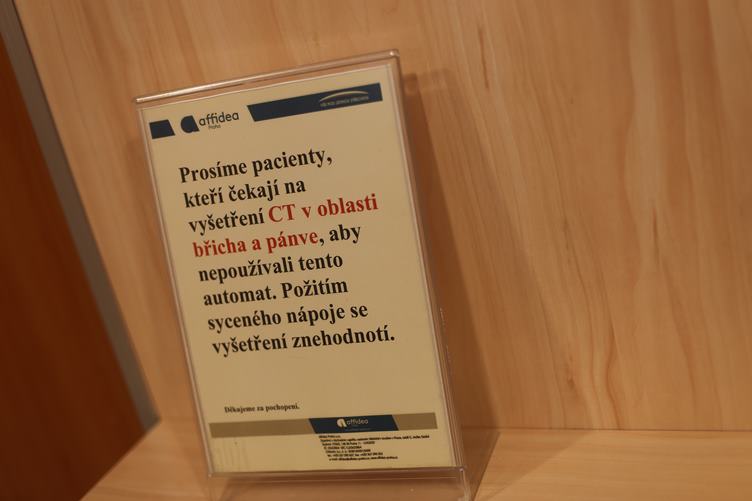 affidea
Praha
Prosíme pacienty,
kteří čekají na
vyšetření CT v oblasti
břicha a pánve, aby
nepoužívali tento
automat. Požitím
syceného nápoje se
vyšetření znehodnotí.
Děkujeme za pochopení.
affidea